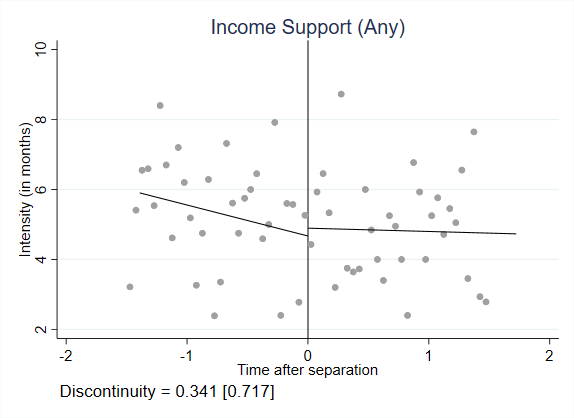 Income Support (Any)
Intensity (in months)
10
8
6
4
2
-2 -1 0 1 2
Time after separation
Discontinuity = 0.341 [0.717]